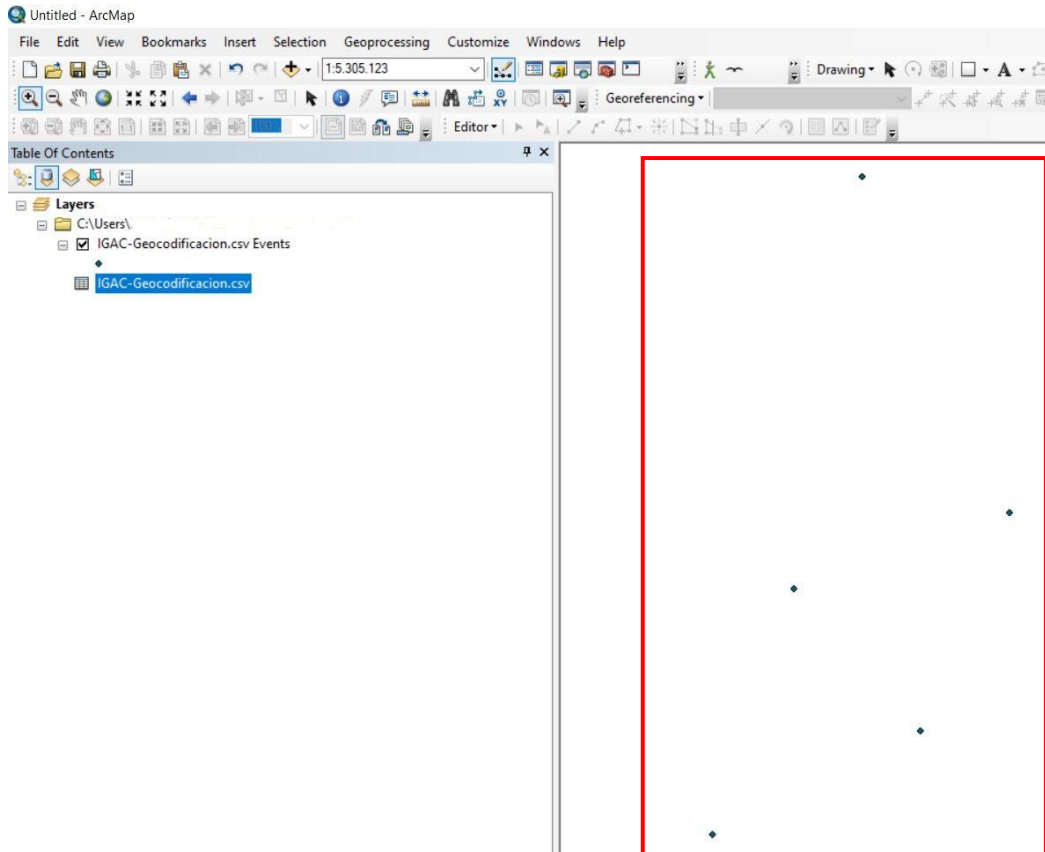 Untitled - ArcMap
File Edit View Bookmarks Insert Selection Geoprocessing Customize Windows Help
1:5.305.123
Drawing
Georeferencing
Editor
Table Of Contents
Layers
C:\Users\
IGAC-Geocodificacion.csv Events
IGAC-Geocodificacion.csv